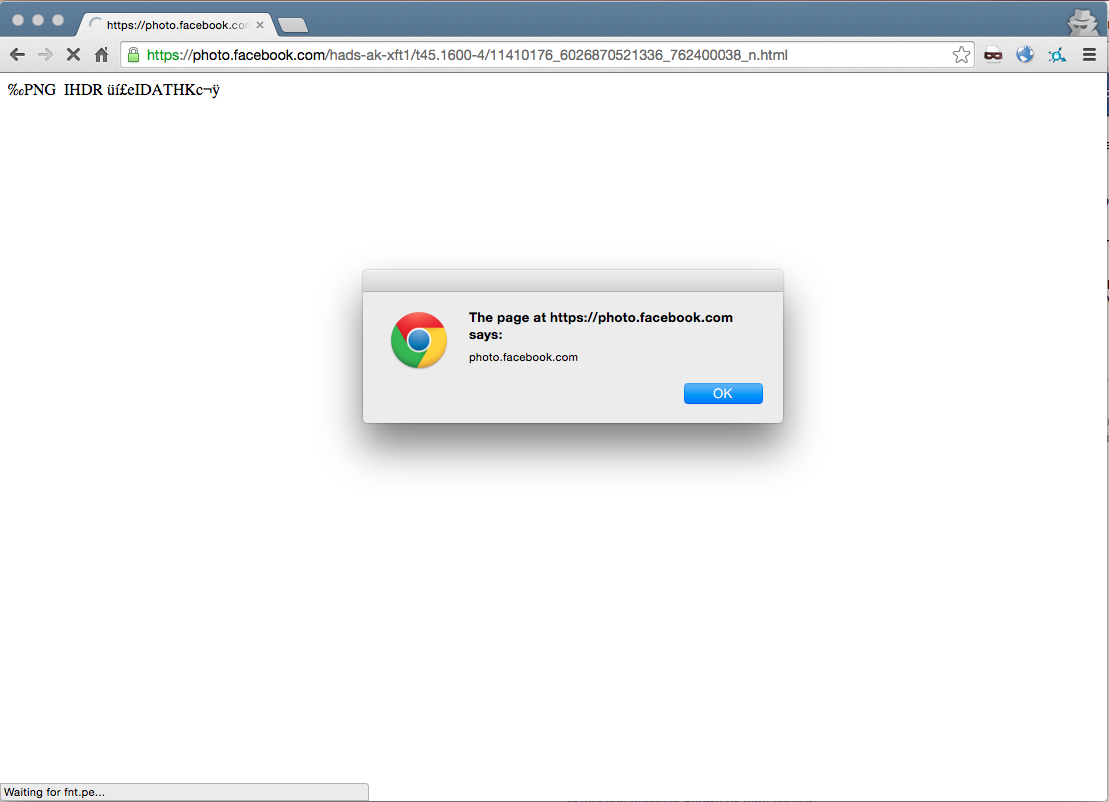 https://photo.facebook.com
https://photo.facebook.com/hads-ak-xft1/t45.1600-4/11410176_6026870521336_762400038_n.html
‰PNG IHDR üí£eIDATHKc¬ÿ
The page at https://photo.facebook.com
says:
photo.facebook.com
OK
Waiting for fnt.pe...